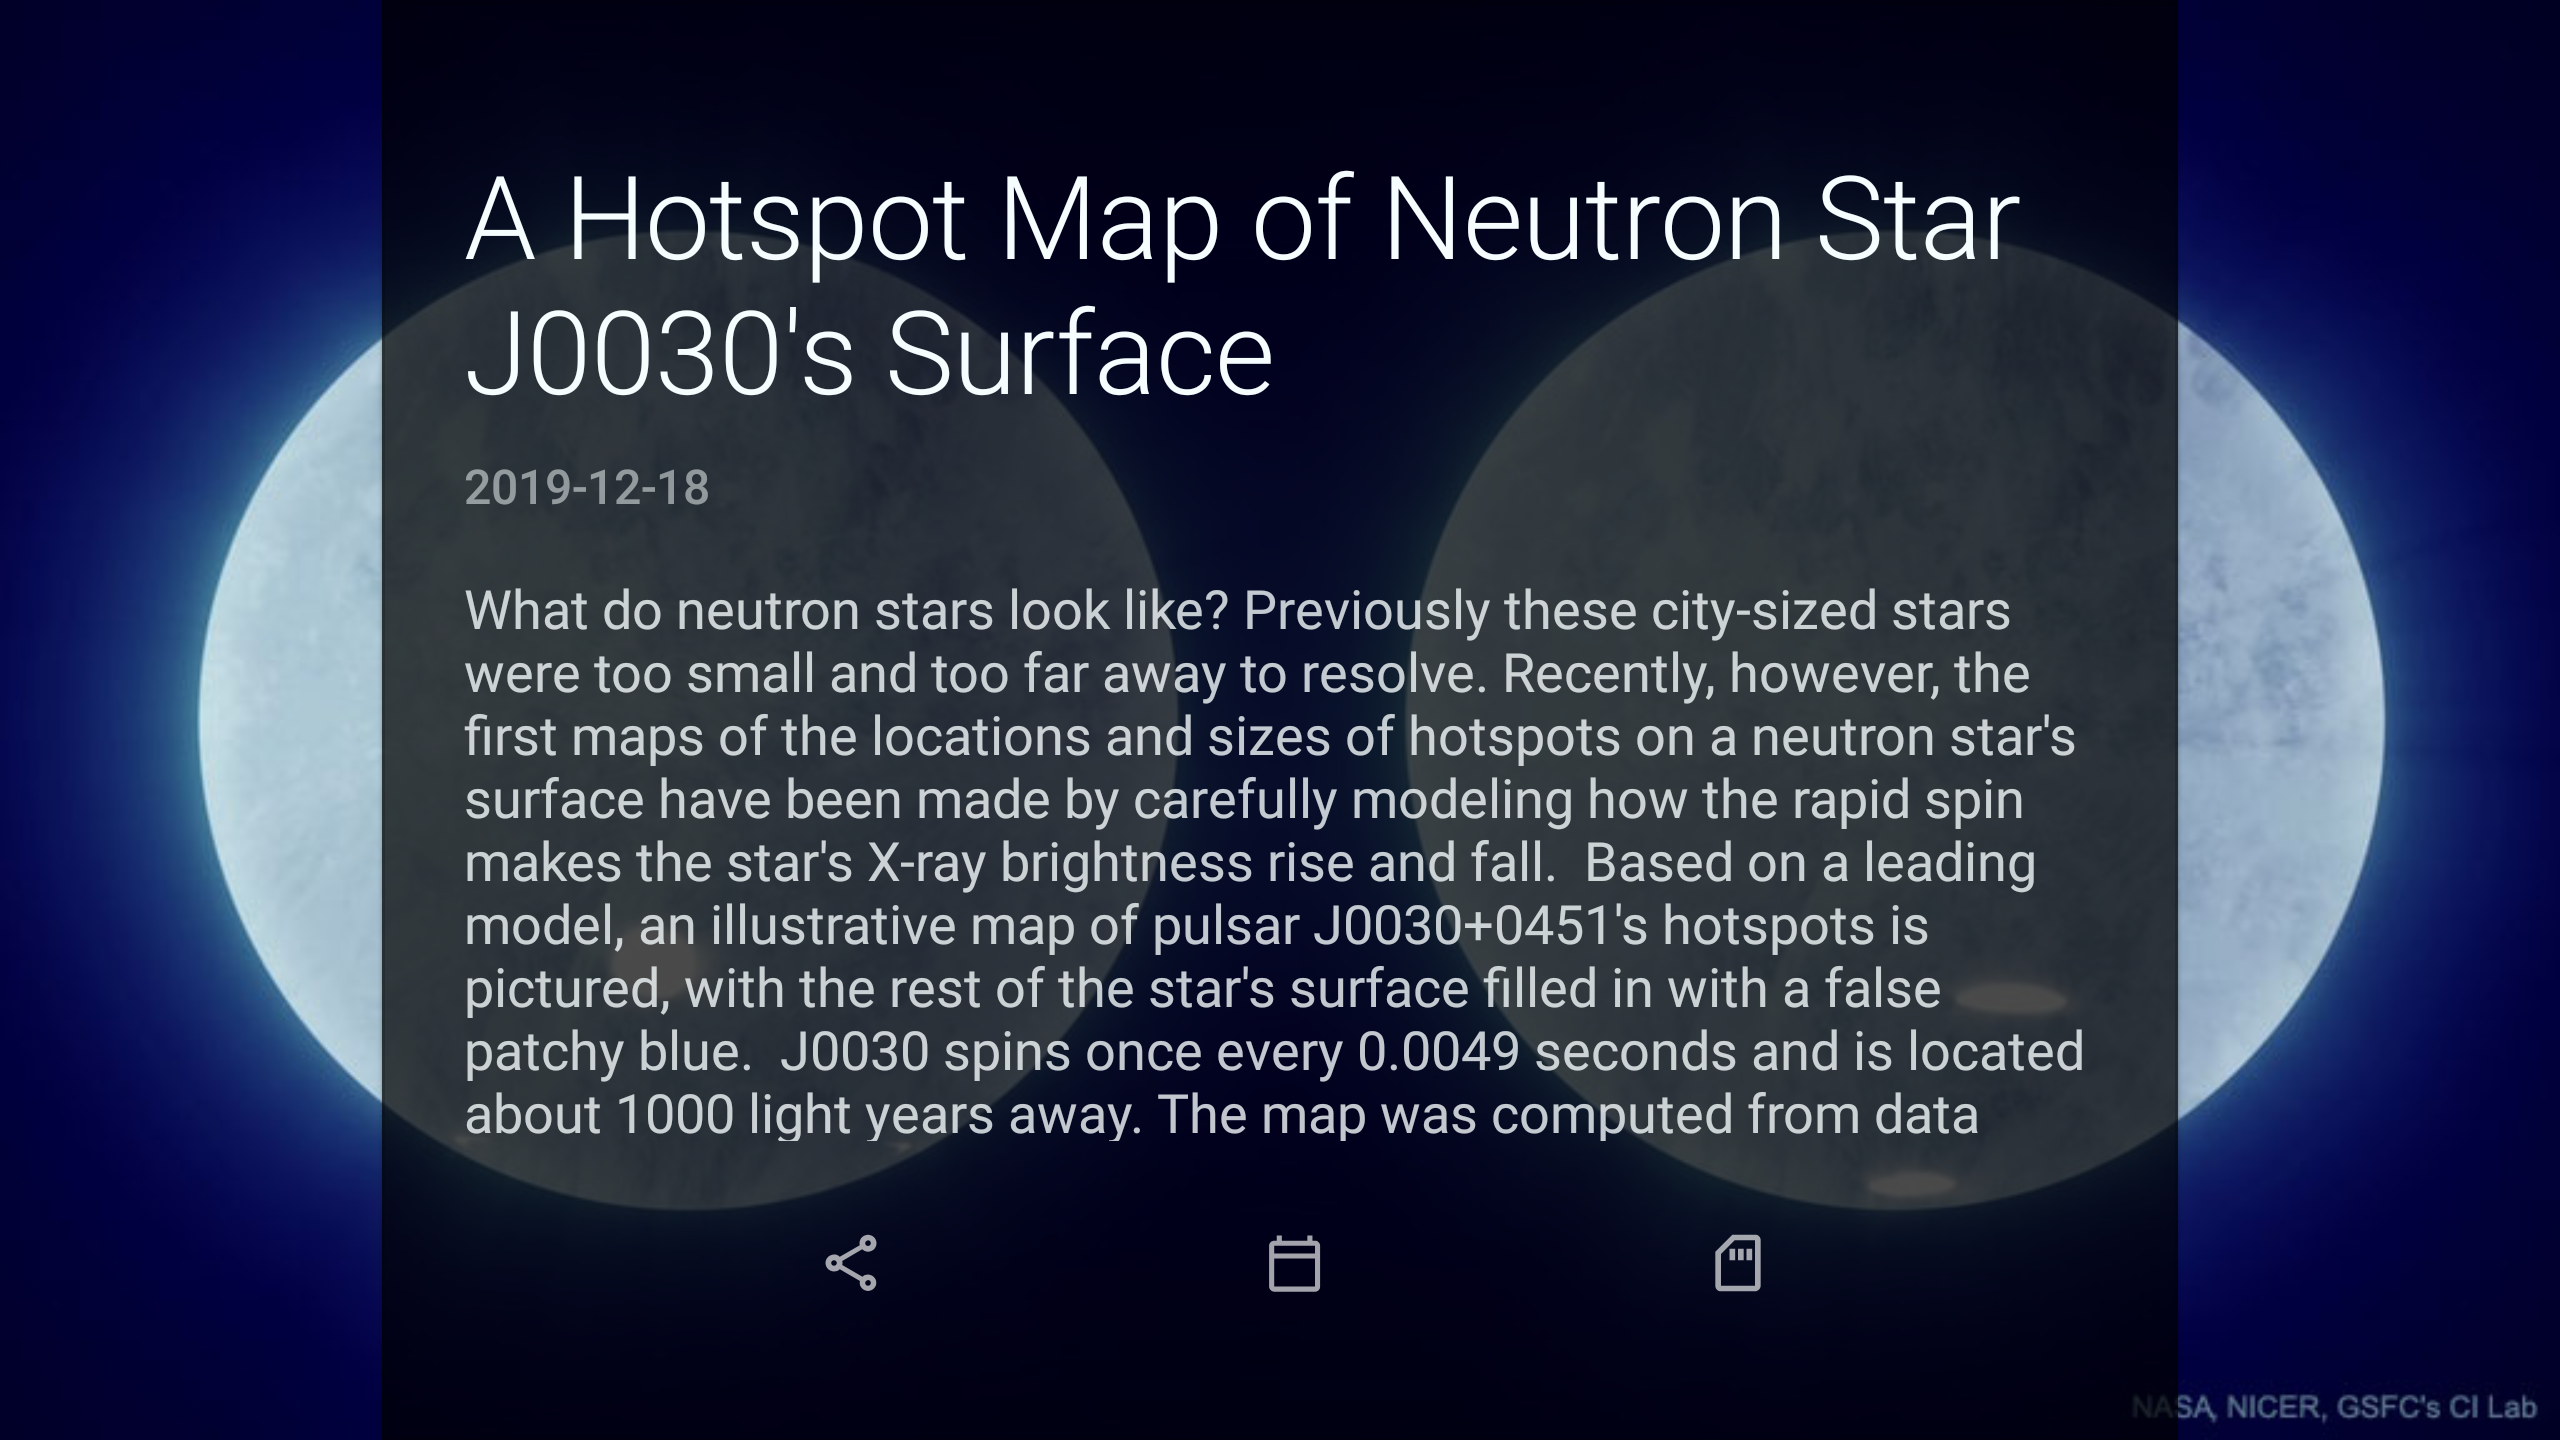 A Hotspot Map of Neutron Star
J0030's Surface
2019-12-18
What do neutron stars look like? Previously these city-sized stars
were too small and too far away to resolve. Recently, however, the
first maps of the locations and sizes of hotspots on a neutron star's
surface have been made by carefully modeling how the rapid spin
makes the star's X-ray brightness rise and fall.  Based on a leading
model, an illustrative map of pulsar J0030+0451's hotspots is
pictured, with the rest of the star's surface filled in with a false
patchy blue.  J0030 spins once every 0.0049 seconds and is located
about 1000 light years away. The map was computed from data
NASA, NICER, GSFC's CI Lab